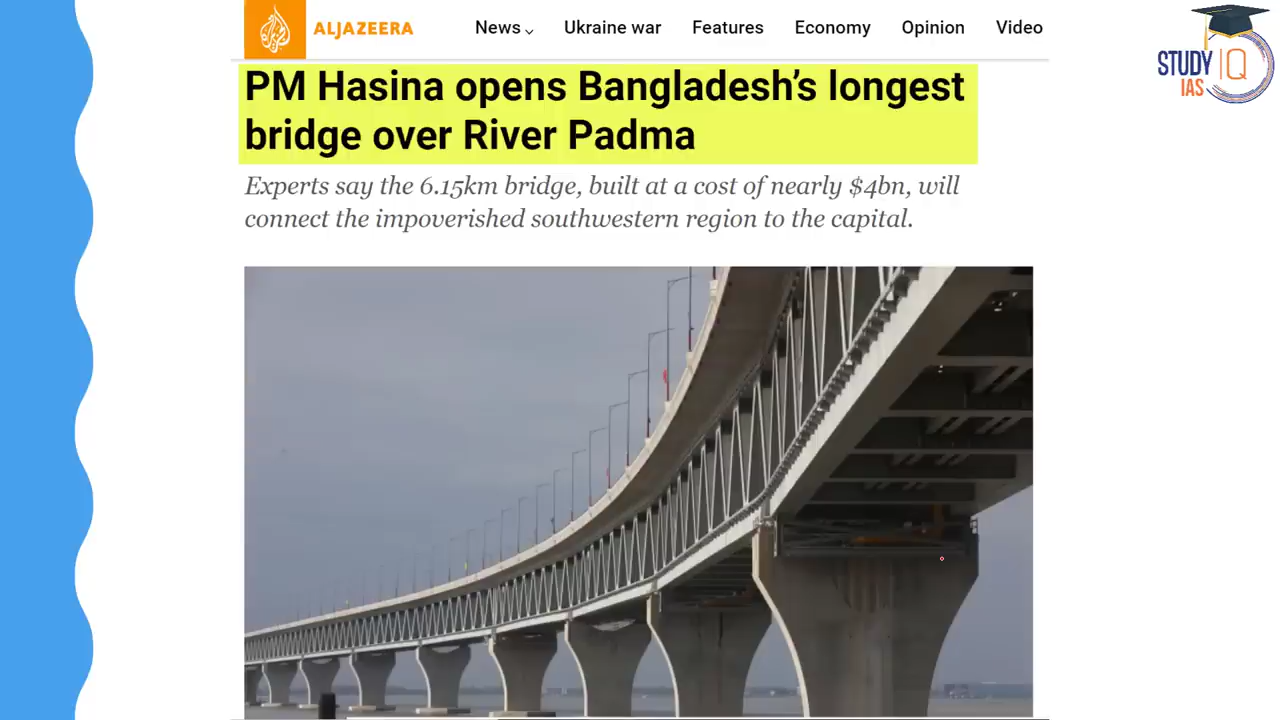 ALJAZEERA
News Ukraine war Features Economy Opinion Video
STUDY IQ
IAS
PM Hasina opens Bangladesh's longest
bridge over River Padma
Experts say the 6.15km bridge, built at a cost of nearly $4bn, will
connect the impoverished southwestern region to the capital.